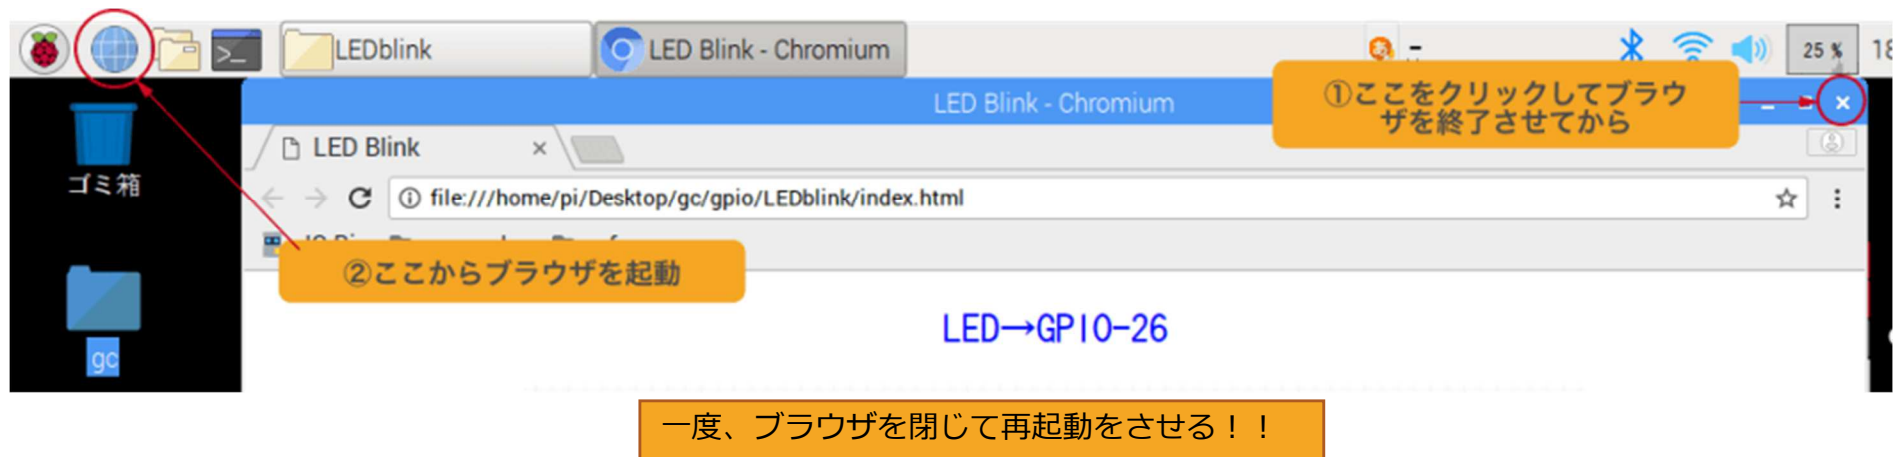 LEDblink
LED Blink - Chromium
25 %
18
LED Blink - Chromium
①ここをクリックしてブラウ
ザを終了させてから
LED Blink
ゴミ箱
file:///home/pi/Desktop/gc/gpio/LEDblink/index.html
②ここからブラウザを起動
LED→GPIO-26
gc
一度、ブラウザを閉じて再起動をさせる！！